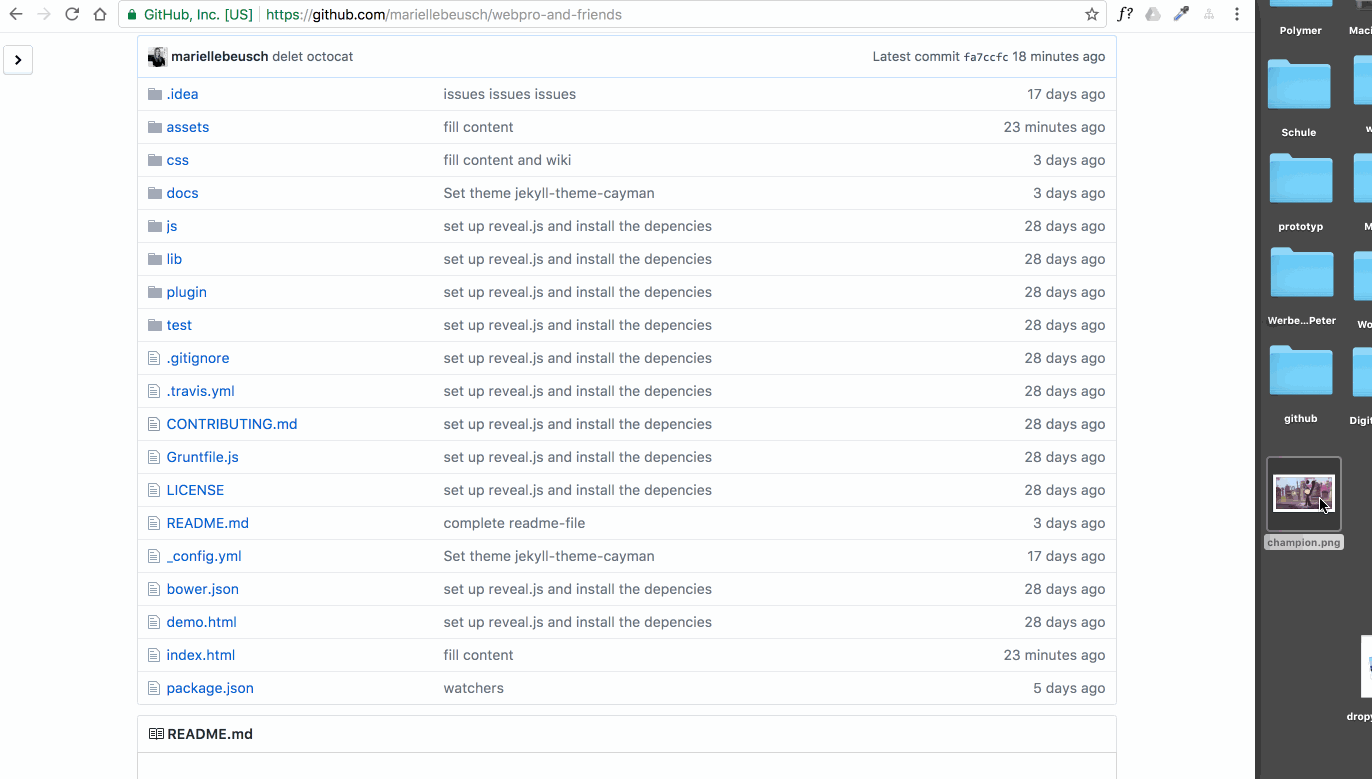 GitHub, Inc. [US] https://github.com/mariellebeusch/webpro-and-friends f?
mariellebeusch delet octocat Latest commit fa7ccfc 18 minutes ago
.idea issues issues issues 17 days ago
assets fill content 23 minutes ago
css fill content and wiki 3 days ago
docs Set theme jekyll-theme-cayman 3 days ago
js set up reveal.js and install the depencies 28 days ago
lib set up reveal.js and install the depencies 28 days ago
plugin set up reveal.js and install the depencies 28 days ago
test set up reveal.js and install the depencies 28 days ago
.gitignore set up reveal.js and install the depencies 28 days ago
.travis.yml set up reveal.js and install the depencies 28 days ago
CONTRIBUTING.md set up reveal.js and install the depencies 28 days ago
Gruntfile.js set up reveal.js and install the depencies 28 days ago
LICENSE set up reveal.js and install the depencies 28 days ago
README.md complete readme-file 3 days ago
_config.yml Set theme jekyll-theme-cayman 17 days ago
bower.json set up reveal.js and install the depencies 28 days ago
demo.html set up reveal.js and install the depencies 28 days ago
index.html fill content 23 minutes ago
package.json watchers 5 days ago
README.md
Polymer
Schule
prototyp
Werbe...Peter
github
champion.png